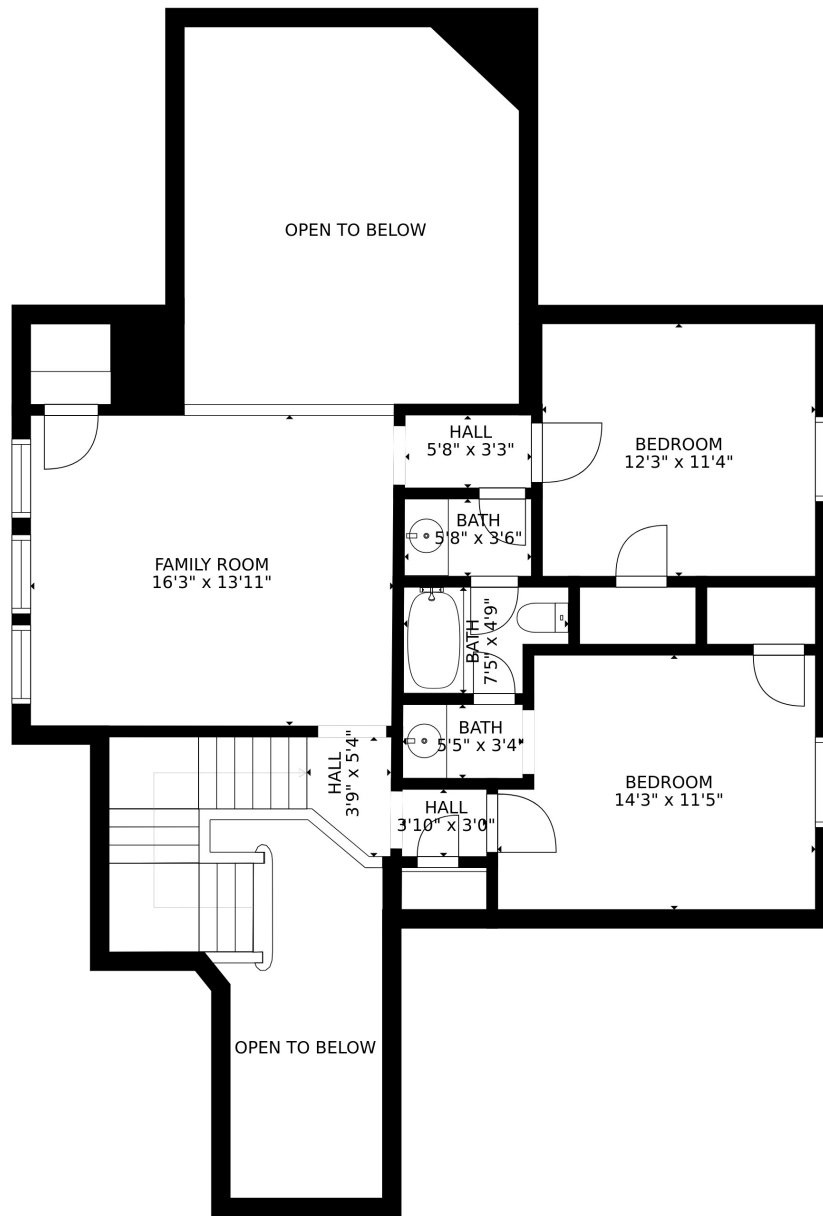 OPEN TO BELOW
HALL
5'8" x 3'3"
BEDROOM
12'3" x 11'4"
BATH
5'8" x 3'6"
FAMILY ROOM
16'3" x 13'11"
BATH
7'5" x 4'9"
BATH
5'5" x 3'4"
HALL
3'9" x 5'4"
BEDROOM
14'3" x 11'5"
HALL
3'10" x 3'0"
OPEN TO BELOW